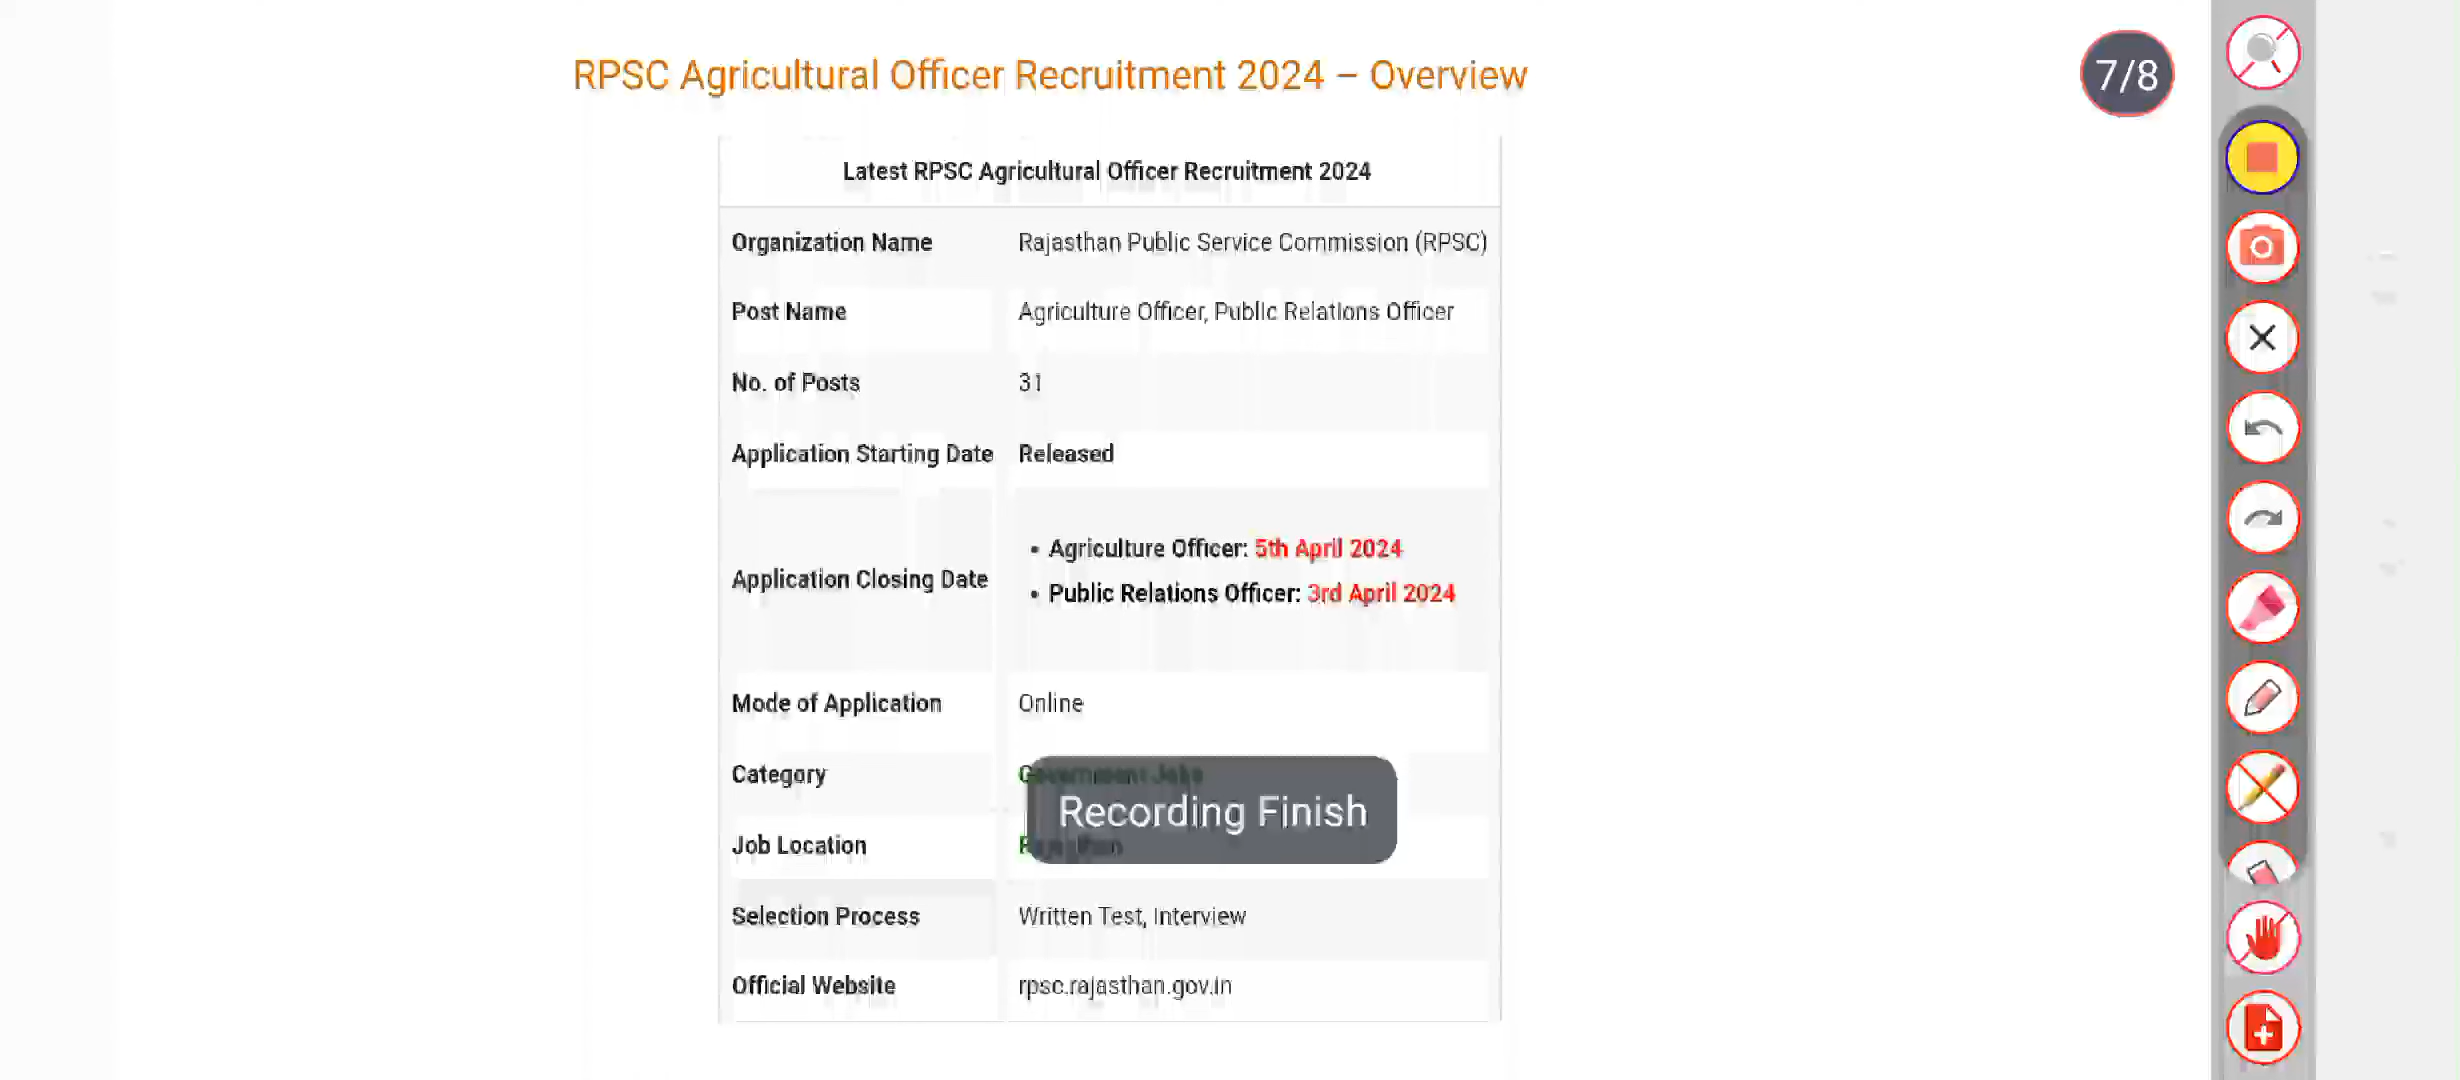 RPSC Agricultural Officer Recruitment 2024 – Overview
7/8
Latest RPSC Agricultural Officer Recruitment 2024
Organization Name Rajasthan Public Service Commission (RPSC)
Post Name Agriculture Officer, Public Relations Officer
No. of Posts 31
Application Starting Date Released
Application Closing Date
• Agriculture Officer: 5th April 2024
• Public Relations Officer: 3rd April 2024
Mode of Application Online
Category Government Jobs
Recording Finish
Job Location Rajasthan
Selection Process Written Test, Interview
Official Website rpsc.rajasthan.gov.in